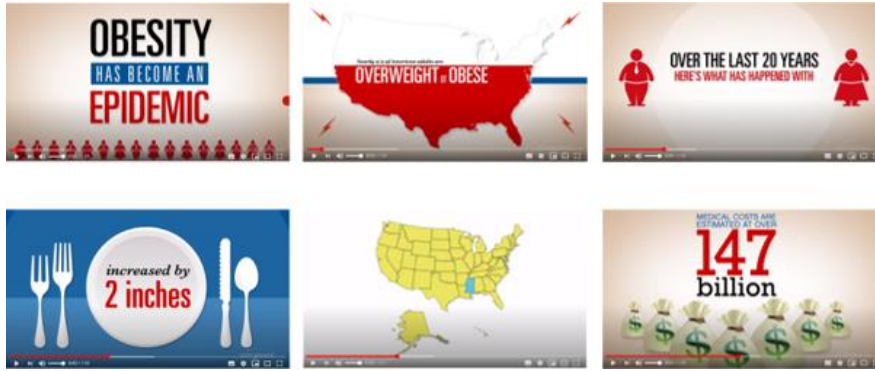 OBESITY
HAS BECOME AN
EPIDEMIC
OVERWEIGHT OR OBESE
OVER THE LAST 20 YEARS
HERE'S WHAT HAS HAPPENED WITH
increased by
2 inches
MEDICAL COSTS ARE
ESTIMATED AT OVER
147
billion